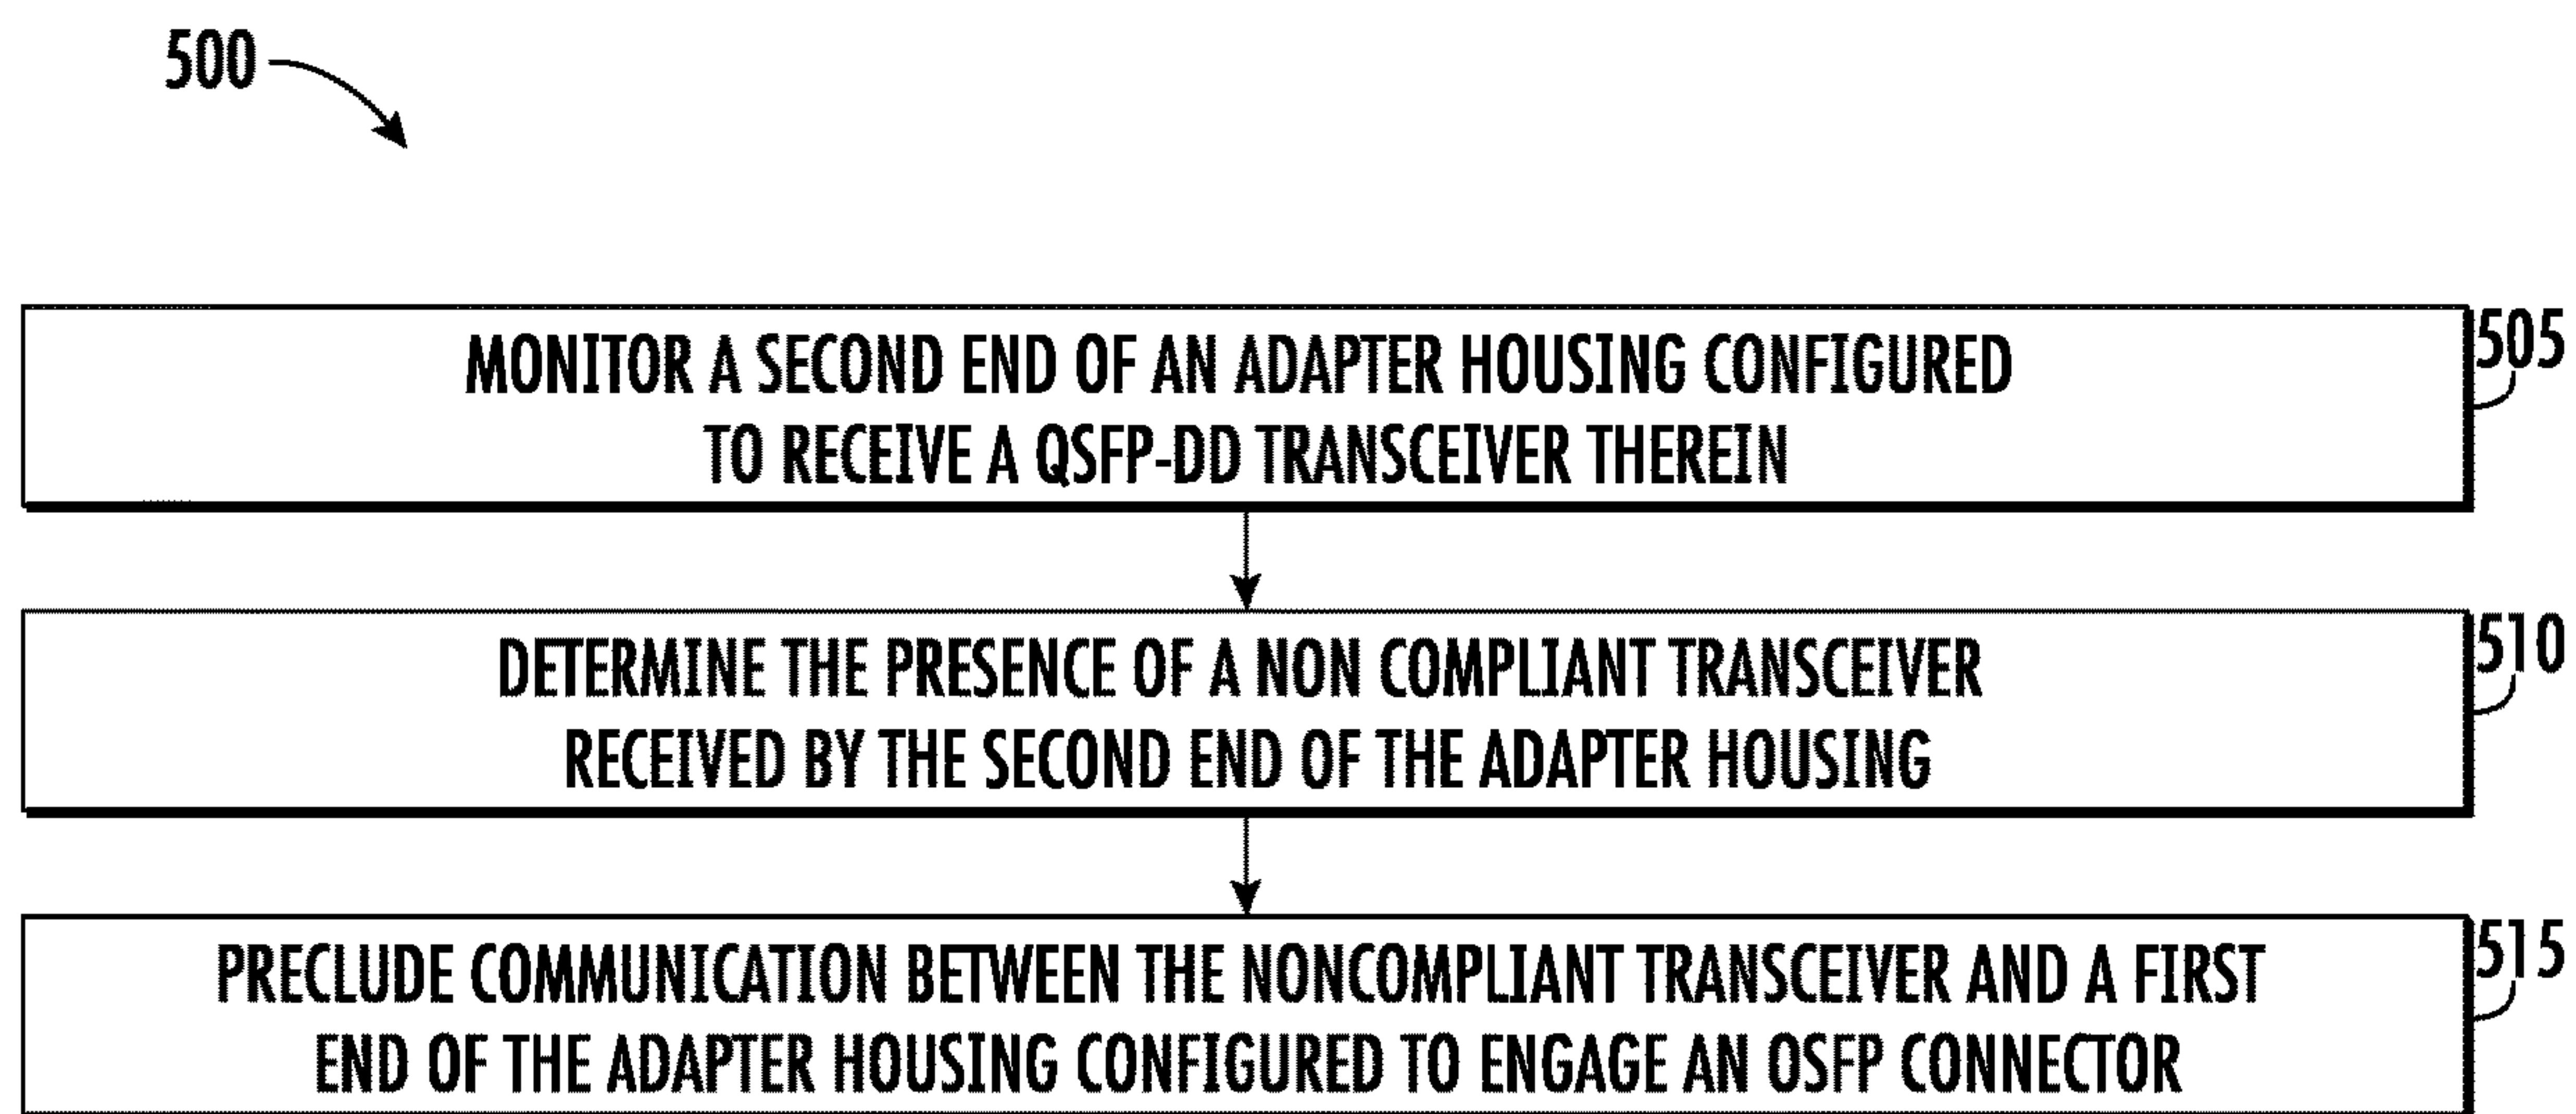 500
MONITOR A SECOND END OF AN ADAPTER HOUSING CONFIGURED
TO RECEIVE A QSFP-DD TRANSCEIVER THEREIN
505
DETERMINE THE PRESENCE OF A NON COMPLIANT TRANSCEIVER
RECEIVED BY THE SECOND END OF THE ADAPTER HOUSING
510
PRECLUDE COMMUNICATION BETWEEN THE NONCOMPLIANT TRANSCEIVER AND A FIRST
END OF THE ADAPTER HOUSING CONFIGURED TO ENGAGE AN OSFP CONNECTOR
515